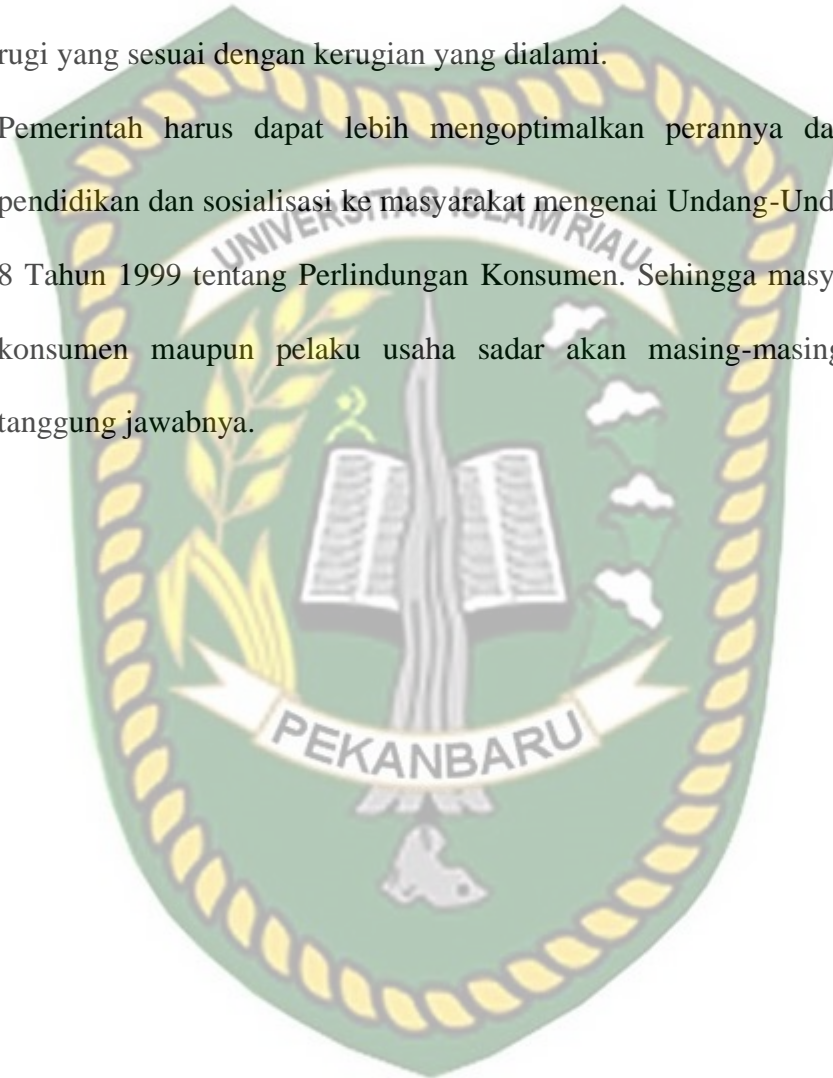 rugi yang sesuai dengan kerugian yang dialami.
Pemerintah harus dapat lebih mengoptimalkan perannya da
pendidikan dan sosialisasi ke masyarakat mengenai Undang-Und
8 Tahun 1999 tentang Perlindungan Konsumen. Sehingga masy
konsumen maupun pelaku usaha sadar akan masing-masing
tanggung jawabnya.
UNIVERSITAS ISLAM RIAU
PEKANBARU